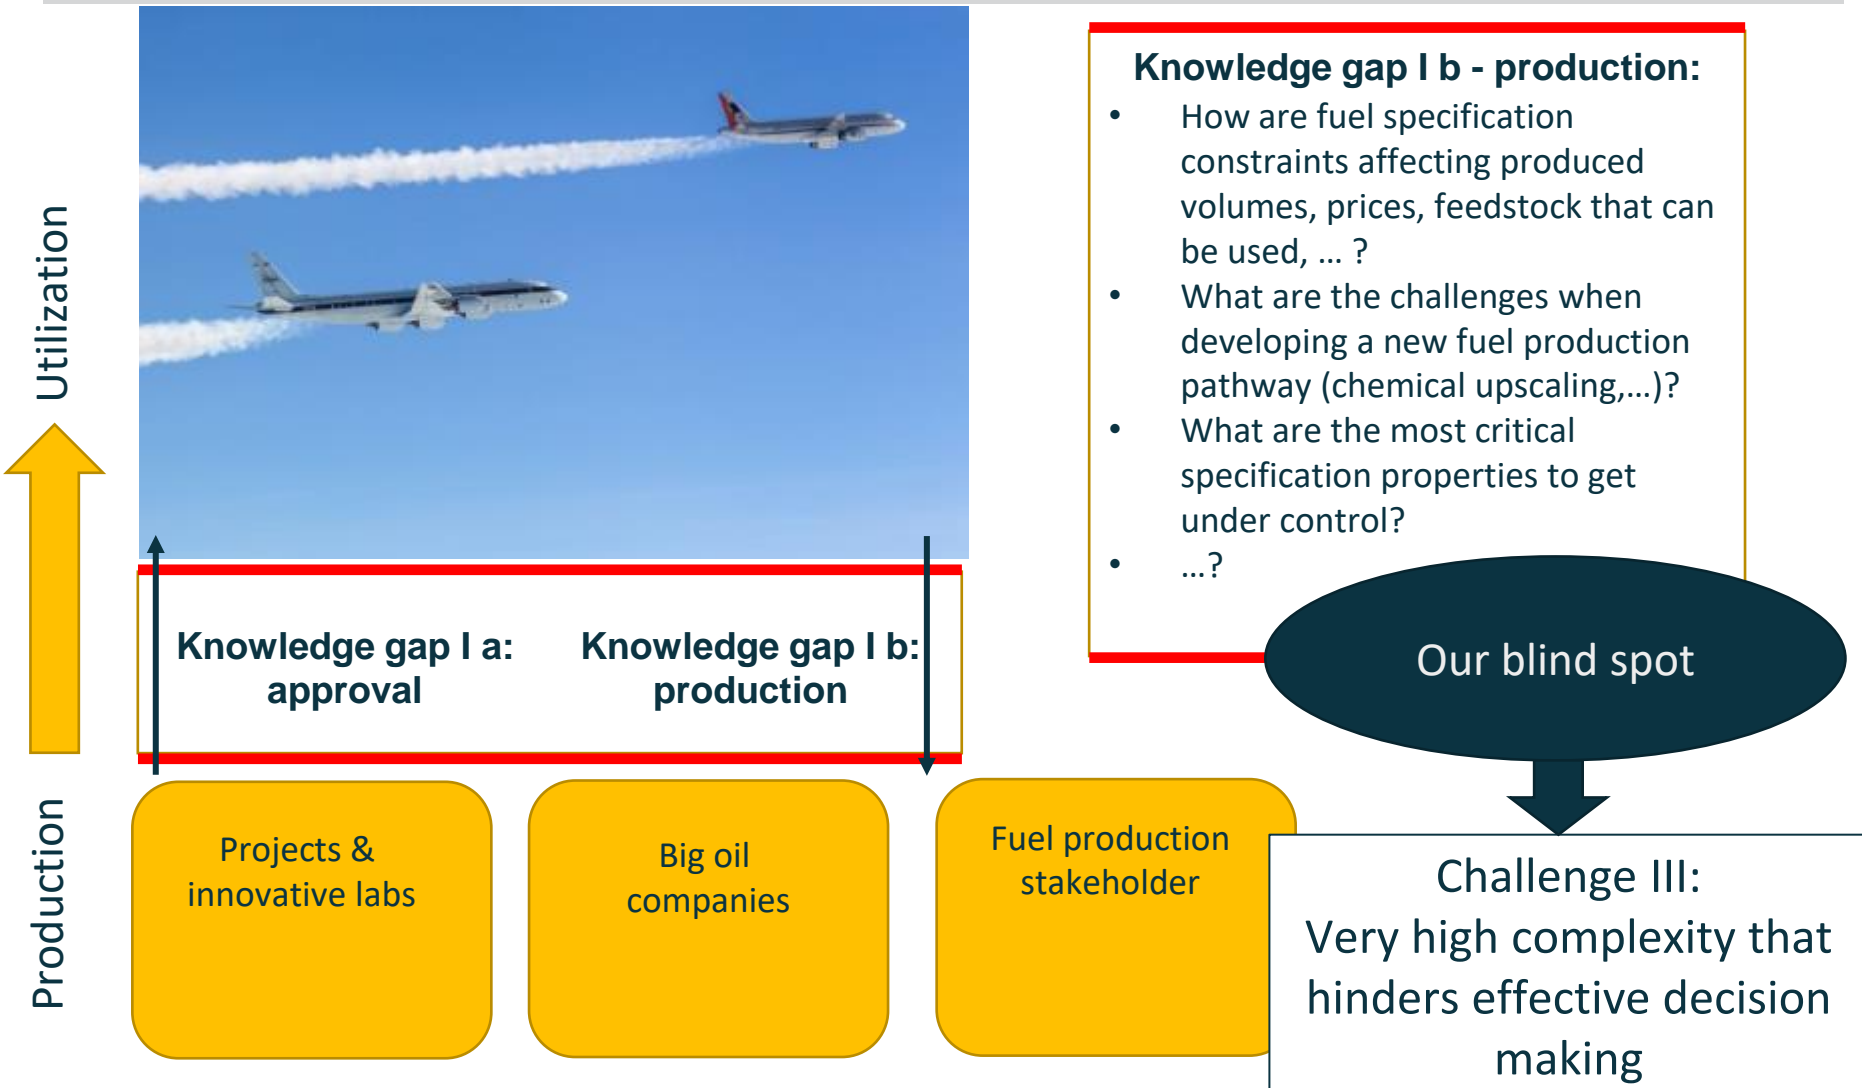 Utilization
Production
Knowledge gap I a:
approval
Knowledge gap I b:
production
Projects &
innovative labs
Big oil
companies
Fuel production
stakeholder
Knowledge gap I b - production:
• How are fuel specification
constraints affecting produced
volumes, prices, feedstock that can
be used, … ?
• What are the challenges when
developing a new fuel production
pathway (chemical upscaling,…)?
• What are the most critical
specification properties to get
under control?
• …?
Our blind spot
Challenge III:
Very high complexity that
hinders effective decision
making